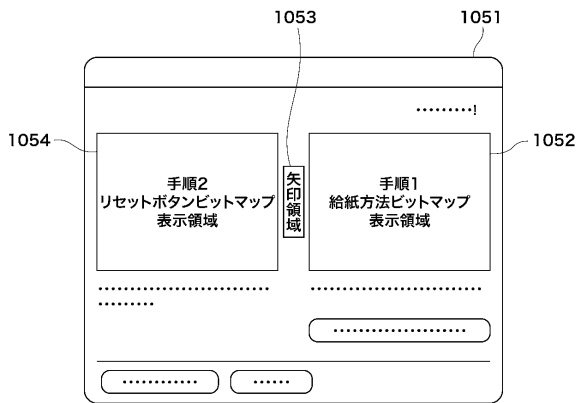 1053
1051
1054
1052
手順2
リセットボタンビットマップ
表示領域
矢印領域
手順1
給紙方法ビットマップ
表示領域